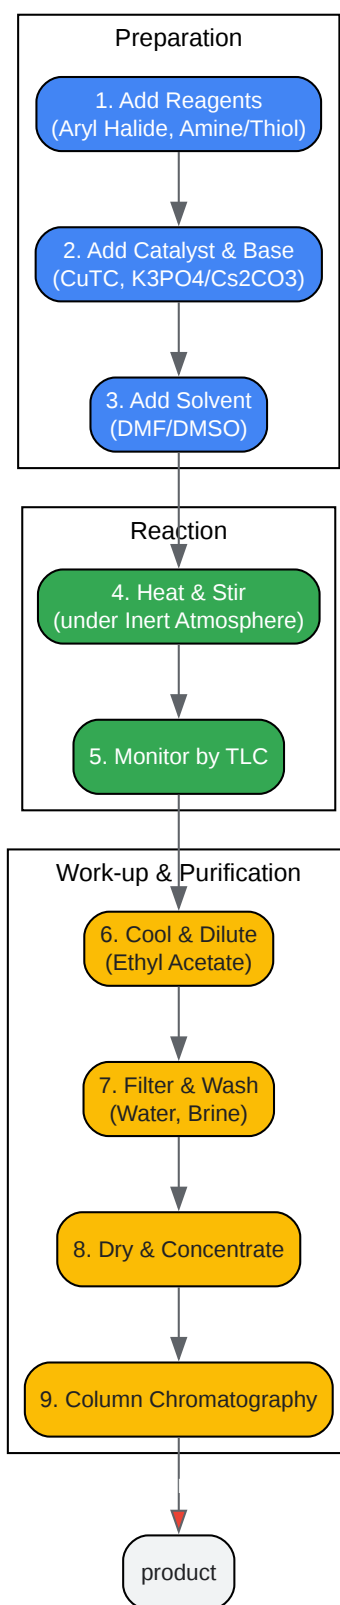 Preparation
1. Add Reagents
(Aryl Halide, Amine/Thiol)
2. Add Catalyst & Base
(CuTC, K3PO4/Cs2CO3)
3. Add Solvent
(DMF/DMSO)
Reaction
4. Heat & Stir
(under Inert Atmosphere)
5. Monitor by TLC
Work-up & Purification
6. Cool & Dilute
(Ethyl Acetate)
7. Filter & Wash
(Water, Brine)
8. Dry & Concentrate
9. Column Chromatography
product